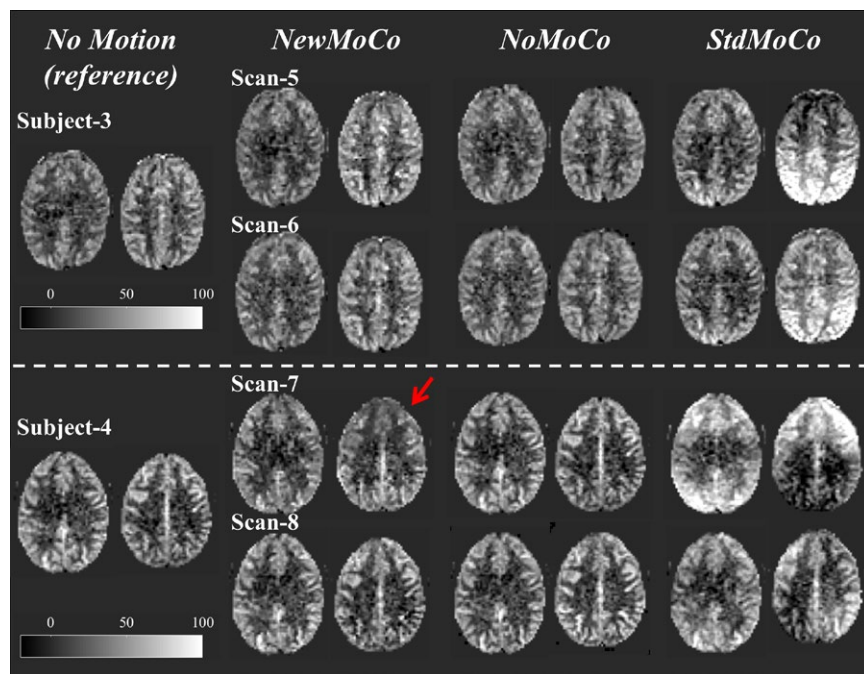 No Motion
(reference)
NewMoCo
NoMoCo
StdMoCo
Scan-5
Subject-3
Scan-6
0 50 100
Scan-7
Subject-4
Scan-8
0 50 100